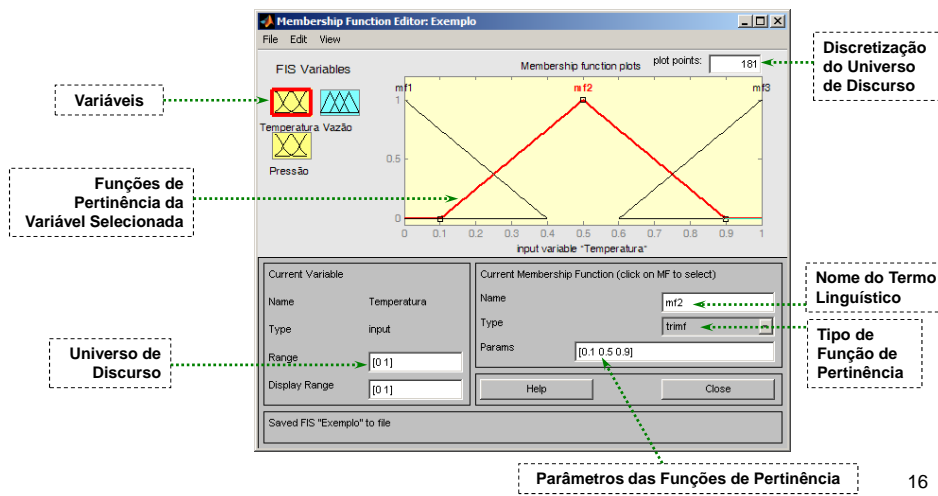 Membership Function Editor: Exemplo
File Edit View
FIS Variables
Membership function plots
plot points:
181
Temperatura
Vazão
Pressão
mf1
mf2
mf3
1
0.5
0
0 0.1 0.2 0.3 0.4 0.5 0.6 0.7 0.8 0.9 1
input variable "Temperatura"
Current Variable
Name Temperatura
Type input
Range [0 1]
Display Range [0 1]
Current Membership Function (click on MF to select)
Name mf2
Type trimf
Params [0.1 0.5 0.9]
Help
Close
Saved FIS "Exemplo" to file
Variáveis
Funções de
Pertinência da
Variável Selecionada
Universo de
Discurso
Discretização
do Universo
de Discurso
Nome do Termo
Linguístico
Tipo de
Função de
Pertinência
Parâmetros das Funções de Pertinência
16